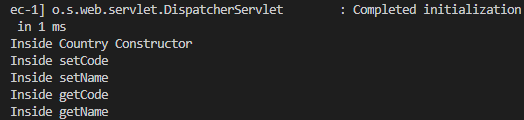 ec-1] o.s.web.servlet.DispatcherServlet : Completed initialization
in 1 ms
Inside Country Constructor
Inside setCode
Inside setName
Inside getCode
Inside getName